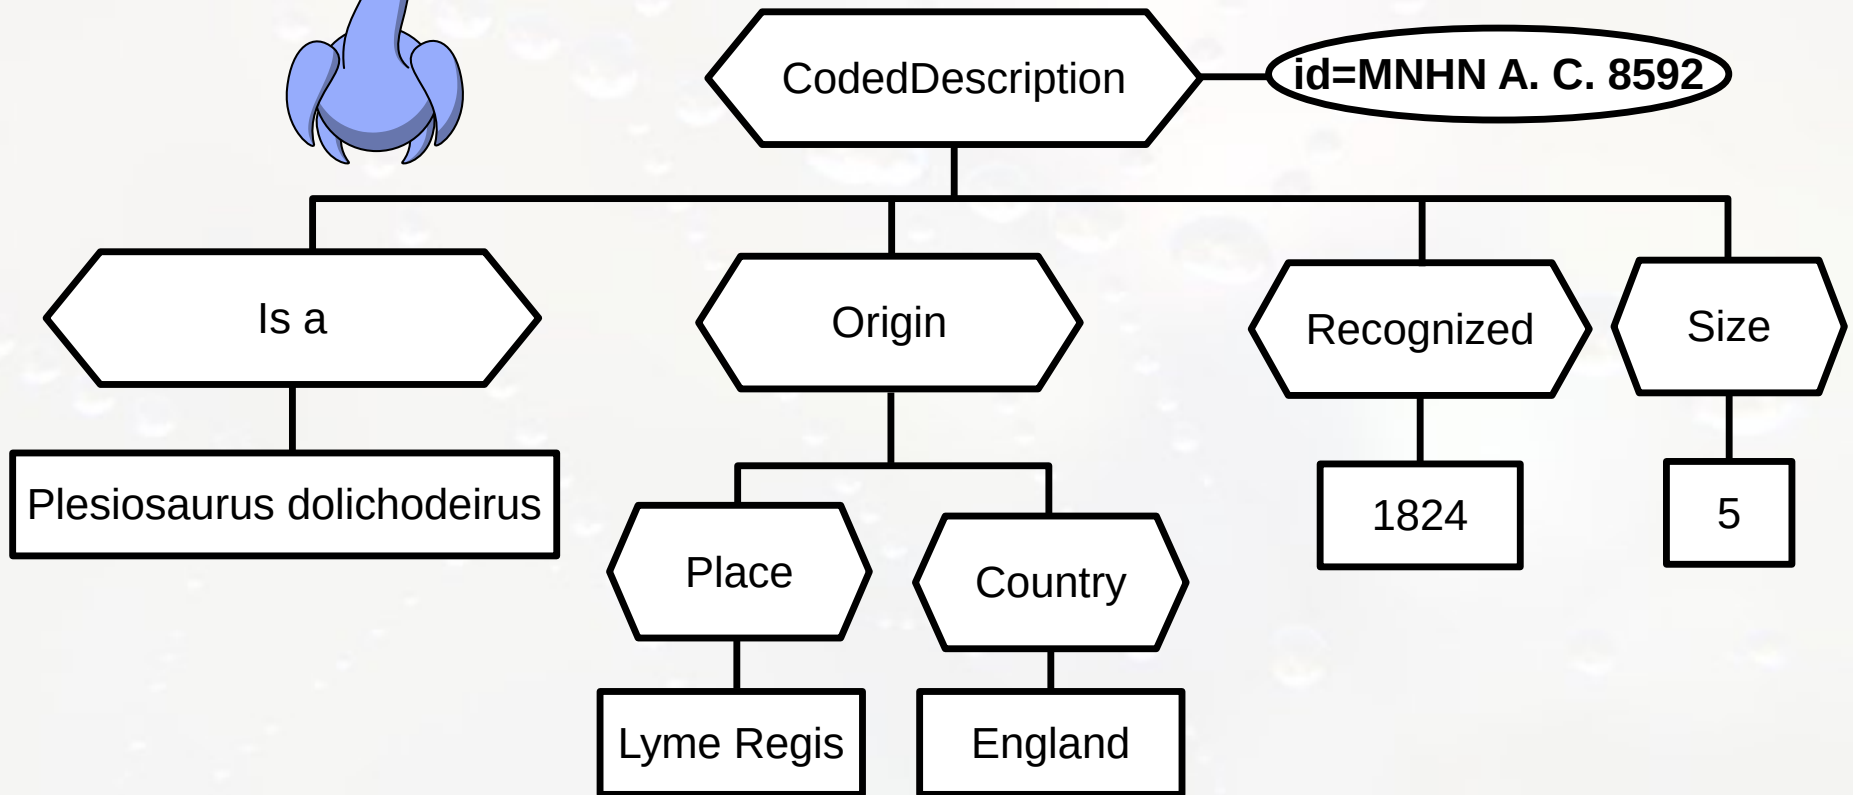 CodedDescription
id=MNHN A. C. 8592
Is a
Origin
Recognized
Size
Plesiosaurus dolichodeirus
1824
5
Place
Country
Lyme Regis
England